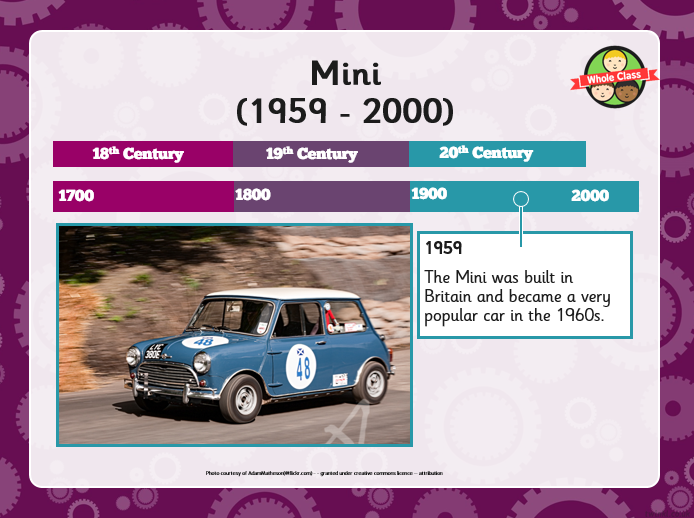 Mini
(1959 - 2000)
Whole Class
18th Century 19th Century 20th Century
1700 1800 1900 2000
1959
The Mini was built in
Britain and became a very
popular car in the 1960s.
48
48
Photo courtesy of AdamMatheson(@flickr.com) - - granted under creative commons licence – attribution